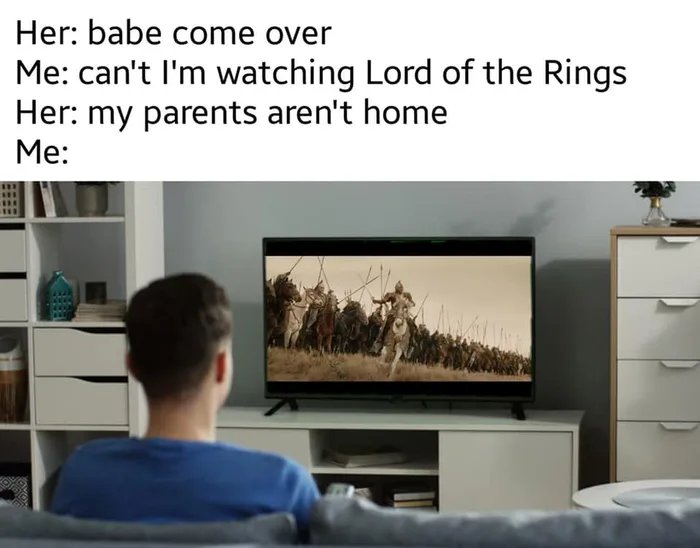 Her: babe come over
Me: can't I'm watching Lord of the Rings
Her: my parents aren't home
Me: